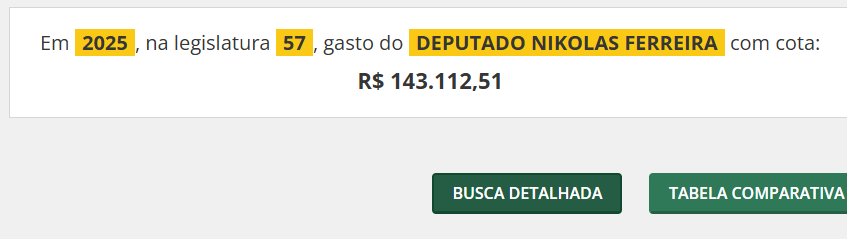 Em 2025, na legislatura 57, gasto do DEPUTADO NIKOLAS FERREIRA com cota:
R$ 143.112,51
BUSCA DETALHADA
TABELA COMPARATIVA